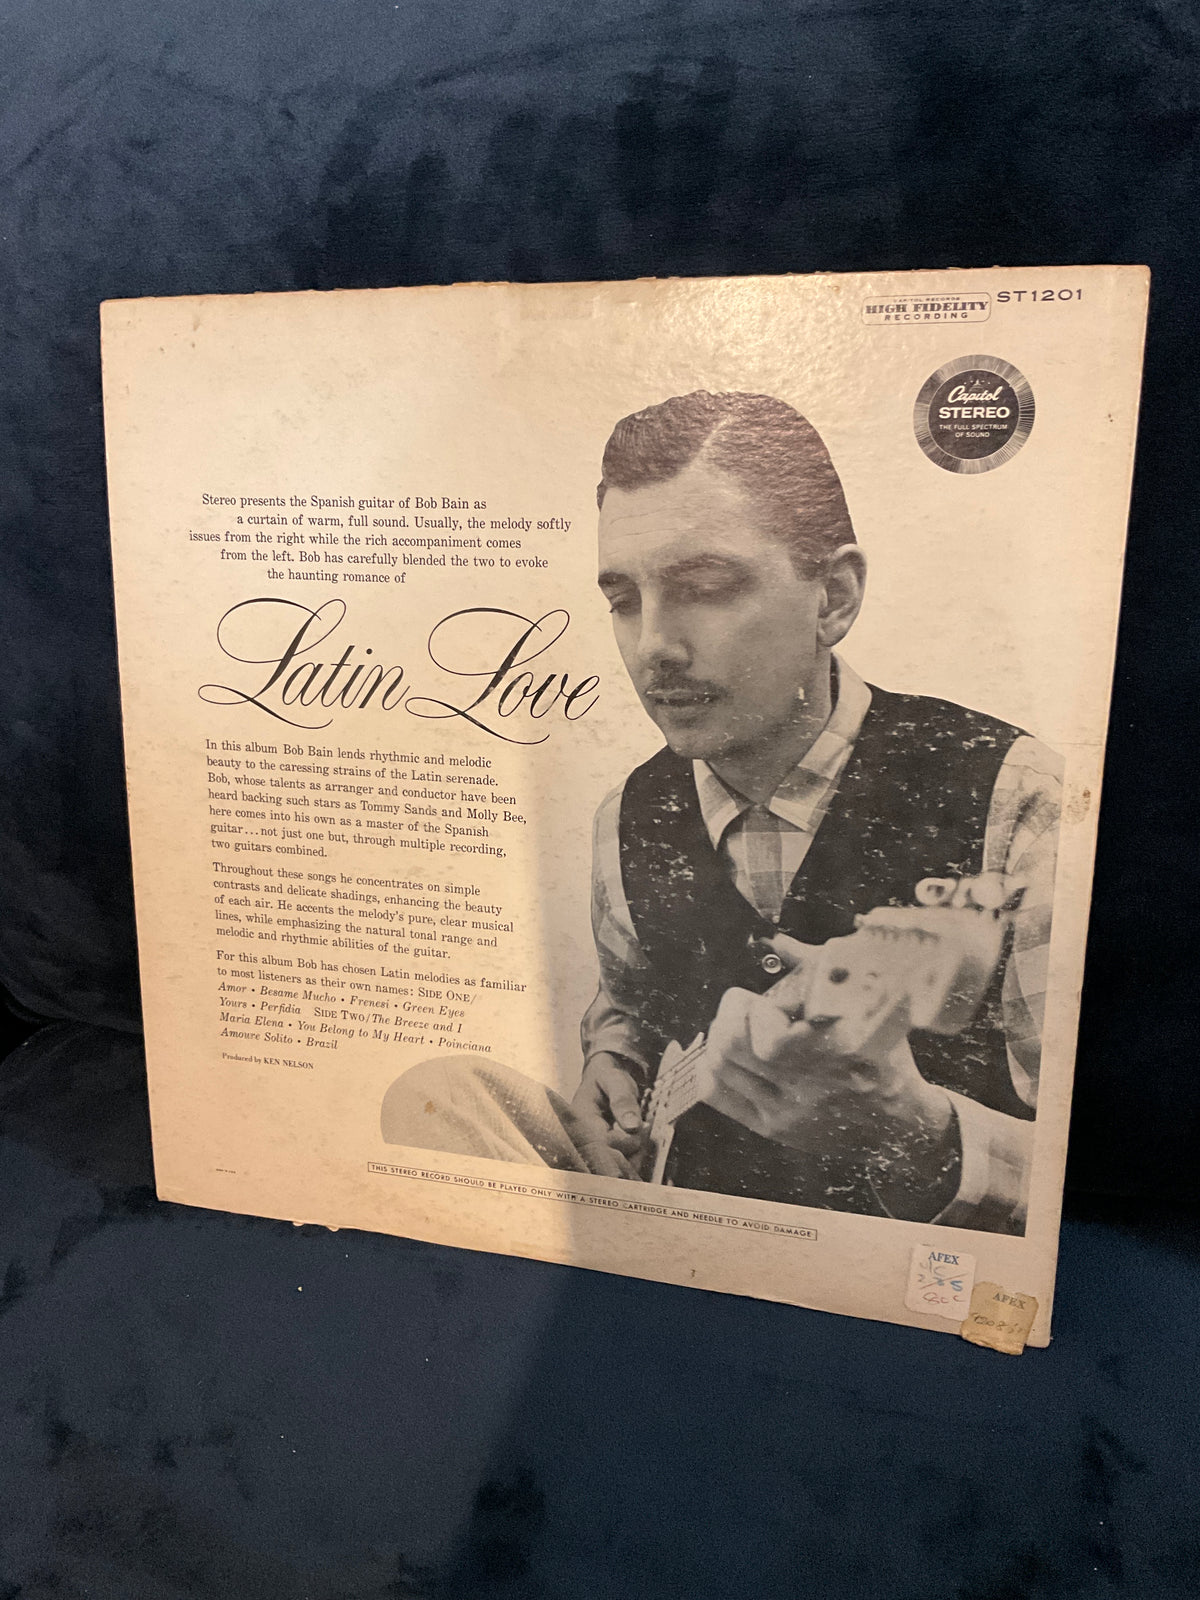 CAPITOL RECORDS
HIGH FIDELITY
RECORDING
ST1201
Capitol
STEREO
THE FULL SPECTRUM
OF SOUND
Stereo presents the Spanish guitar of Bob Bain as
a curtain of warm, full sound. Usually, the melody softly
issues from the right while the rich accompaniment comes
from the left. Bob has carefully blended the two to evoke
the haunting romance of
Latin Love
In this album Bob Bain lends rhythmic and melodic
beauty to the caressing strains of the Latin serenade.
Bob, whose talents as arranger and conductor have been
heard backing such stars as Tommy Sands and Molly Bee,
here comes into his own as a master of the Spanish
guitar...not just one but, through multiple recording,
two guitars combined.
Throughout these songs he concentrates on simple
contrasts and delicate shadings, enhancing the beauty
of each air. He accents the melody's pure, clear musical
lines, while emphasizing the natural tonal range and
melodic and rhythmic abilities of the guitar.
For this album Bob has chosen Latin melodies as familiar
to most listeners as their own names: SIDE ONE/
Amor • Besame Mucho • Frenesi • Green Eyes
Yours • Perfidia SIDE TWO/The Breeze and I
Maria Elena • You Belong to My Heart • Poinciana
Amoure Solito • Brazil
Produced by KEN NELSON
THIS STEREO RECORD SHOULD BE PLAYED ONLY WITH A STEREO CARTRIDGE AND NEEDLE TO AVOID DAMAGE
3
AFEX
AFEX